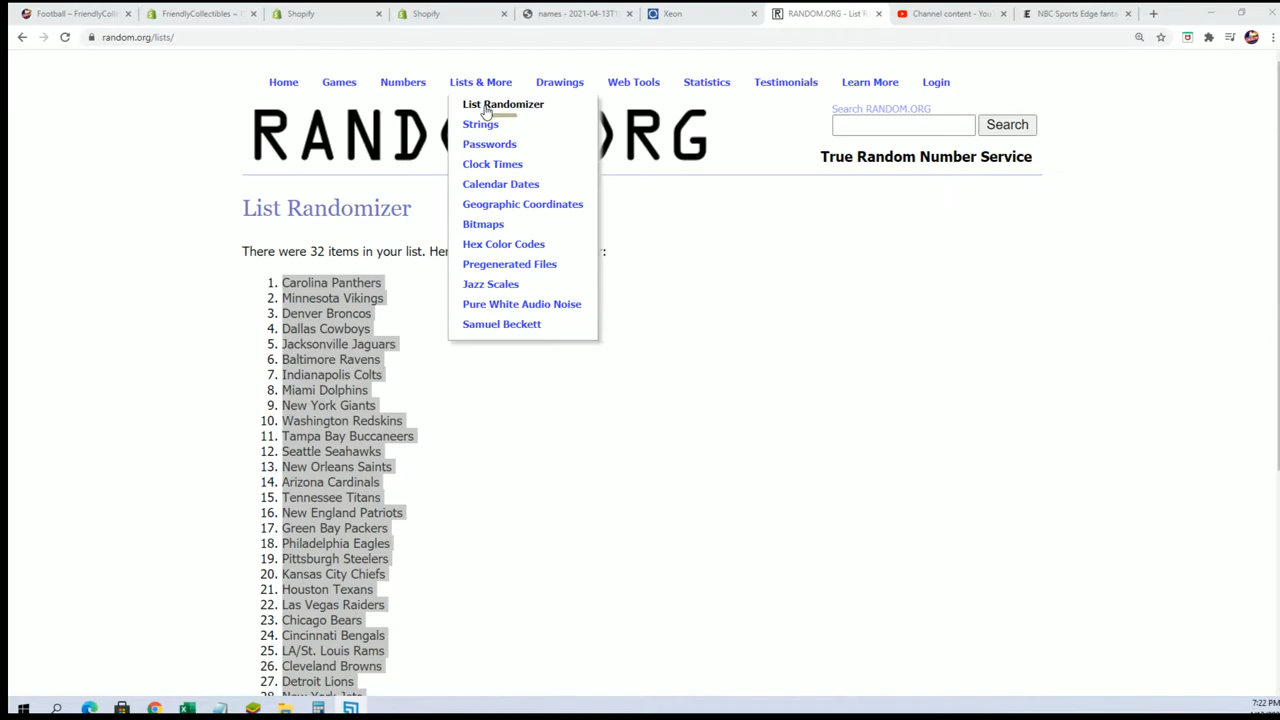 Football – FriendlyColle
FriendlyCollectibles ~ C
Shopify
Shopify
names - 2021-04-13T1
Xeon
RANDOM.ORG - List R
Channel content - You
NBC Sports Edge fant
random.org/lists/
Home Games Numbers Lists & More Drawings Web Tools Statistics Testimonials Learn More Login
List Randomizer
Strings
Passwords
Clock Times
Calendar Dates
Geographic Coordinates
Bitmaps
Hex Color Codes
Pregenerated Files
Jazz Scales
Pure White Audio Noise
Samuel Beckett
Search RANDOM.ORG
Search
True Random Number Service
List Randomizer
There were 32 items in your list. Her
1. Carolina Panthers
2. Minnesota Vikings
3. Denver Broncos
4. Dallas Cowboys
5. Jacksonville Jaguars
6. Baltimore Ravens
7. Indianapolis Colts
8. Miami Dolphins
9. New York Giants
10. Washington Redskins
11. Tampa Bay Buccaneers
12. Seattle Seahawks
13. New Orleans Saints
14. Arizona Cardinals
15. Tennessee Titans
16. New England Patriots
17. Green Bay Packers
18. Philadelphia Eagles
19. Pittsburgh Steelers
20. Kansas City Chiefs
21. Houston Texans
22. Las Vegas Raiders
23. Chicago Bears
24. Cincinnati Bengals
25. LA/St. Louis Rams
26. Cleveland Browns
27. Detroit Lions
28. New York Jets
7:22 PM